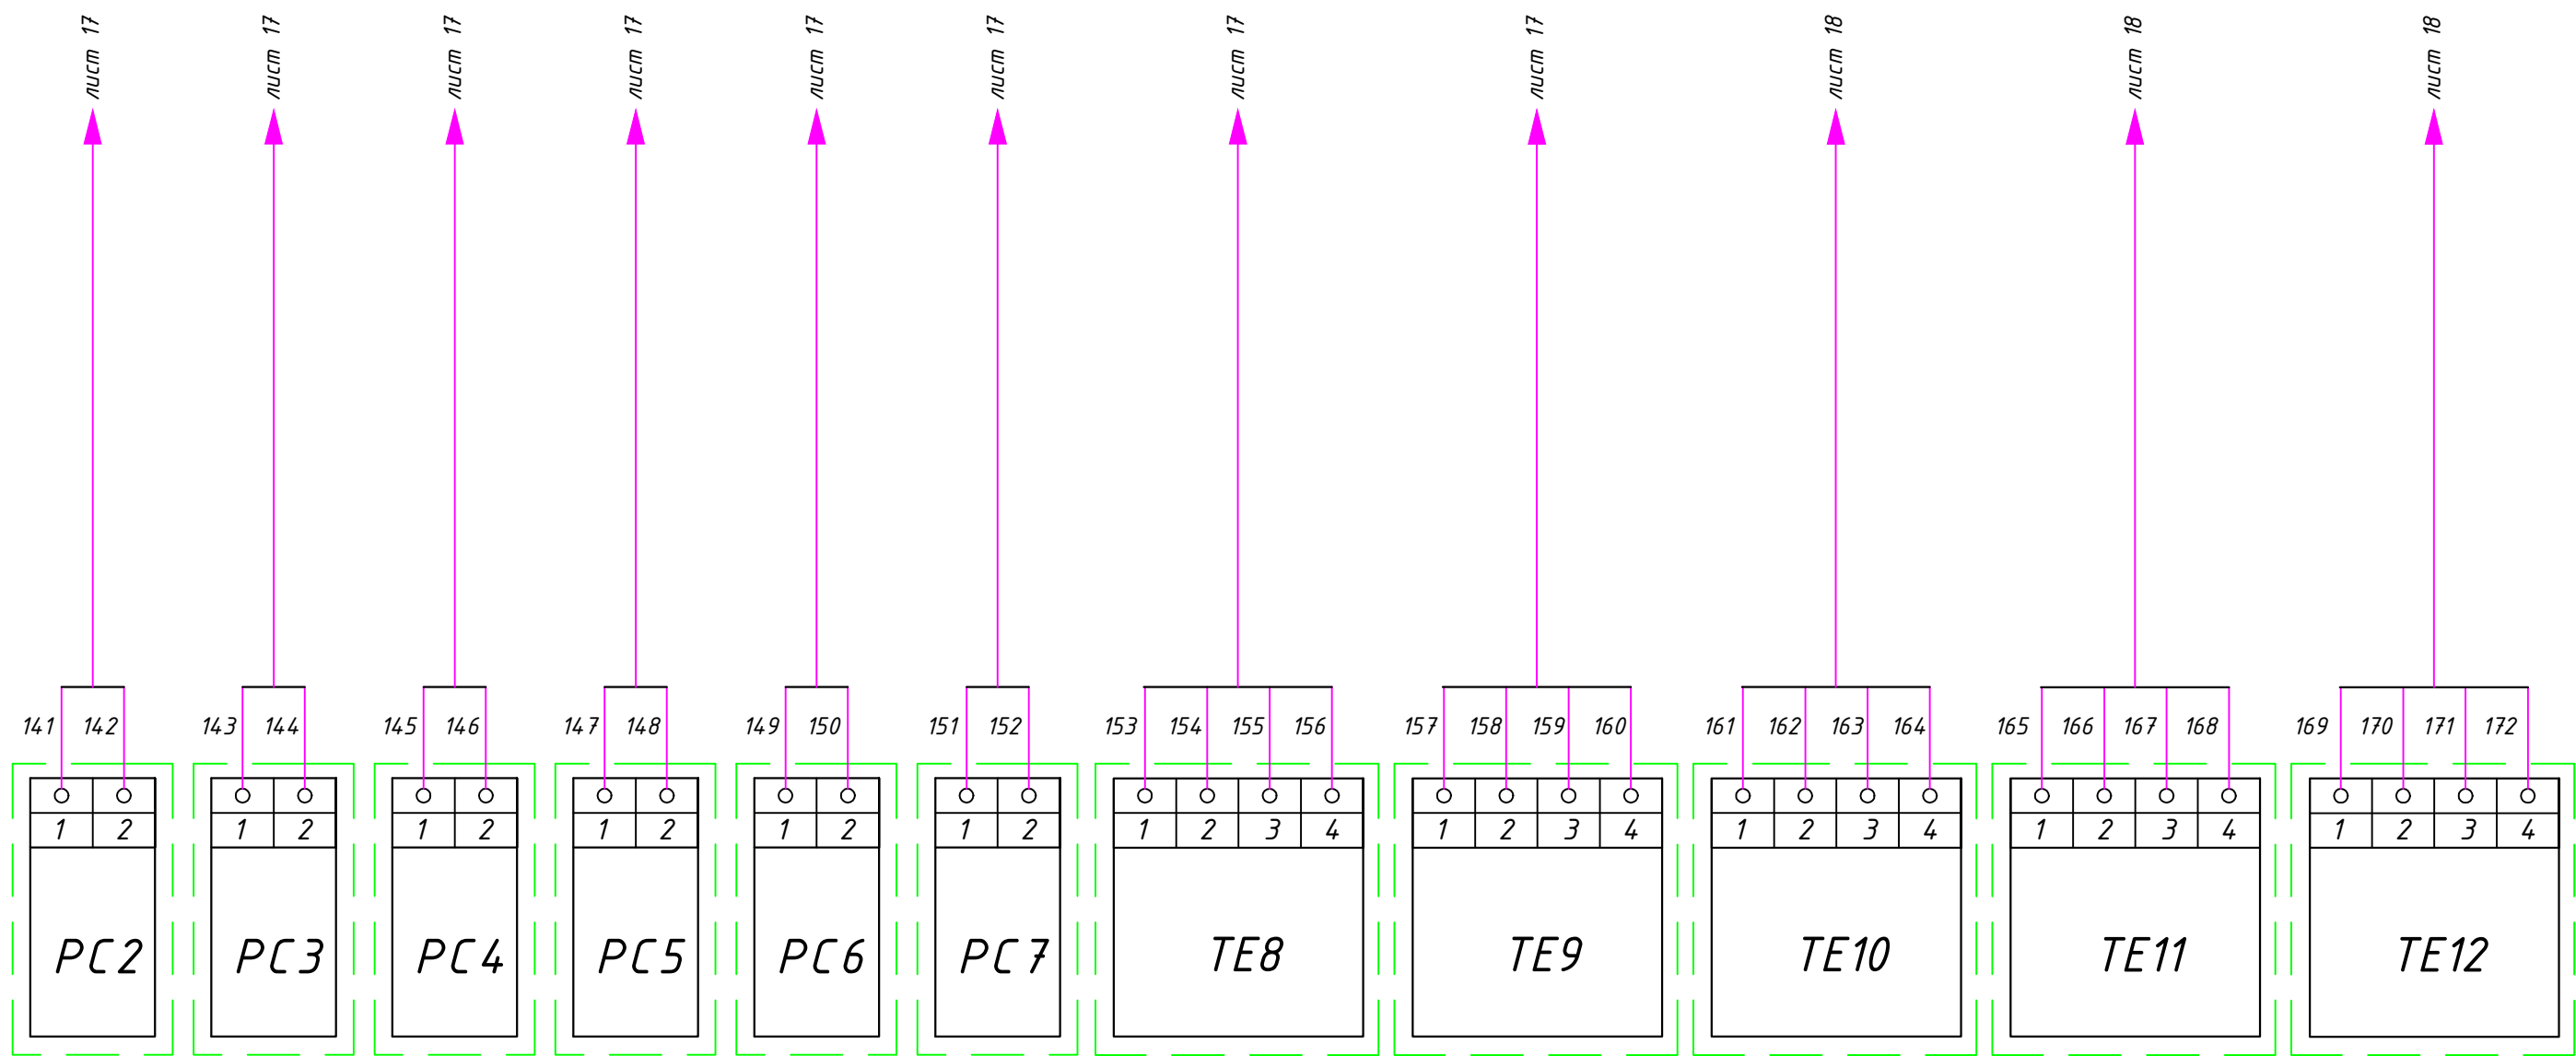 лист 17 лист 17 лист 17 лист 17 лист 17 лист 17 лист 17 лист 17 лист 18 лист 18 лист 18
141 142 143 144 145 146 147 148 149 150 151 152 153 154 155 156 157 158 159 160 161 162 163 164 165 166 167 168 169 170 171 172
1 2 1 2 1 2 1 2 1 2 1 2 1 2 3 4 1 2 3 4 1 2 3 4 1 2 3 4 1 2 3 4
PC2 PC3 PC4 PC5 PC6 PC7 TE8 TE9 TE10 TE11 TE12